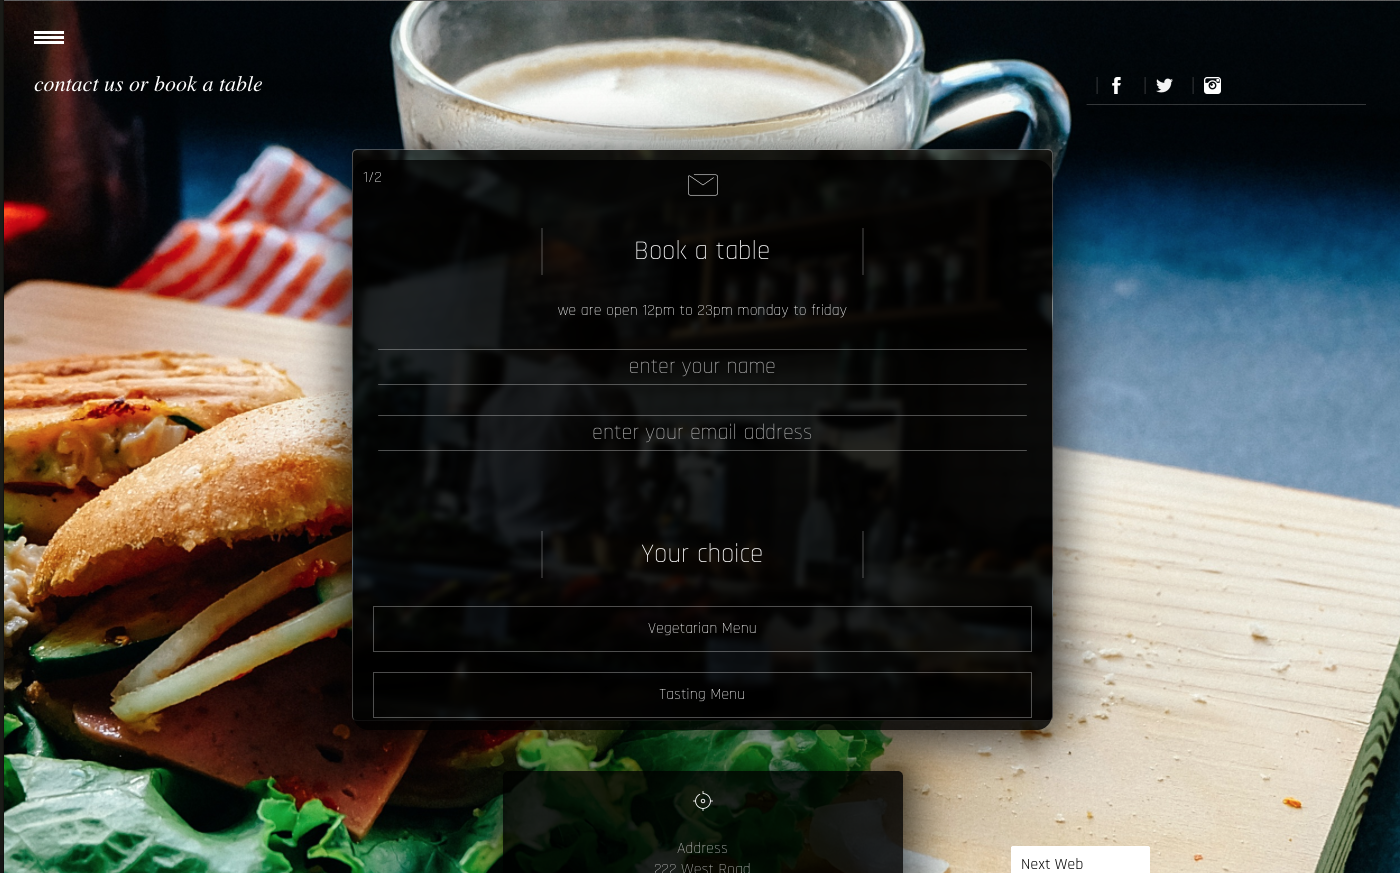 contact us or book a table
1/2
Book a table
we are open 12pm to 23pm monday to friday
enter your name
enter your email address
Your choice
Vegetarian Menu
Tasting Menu
Address
222 West Road
Next Web